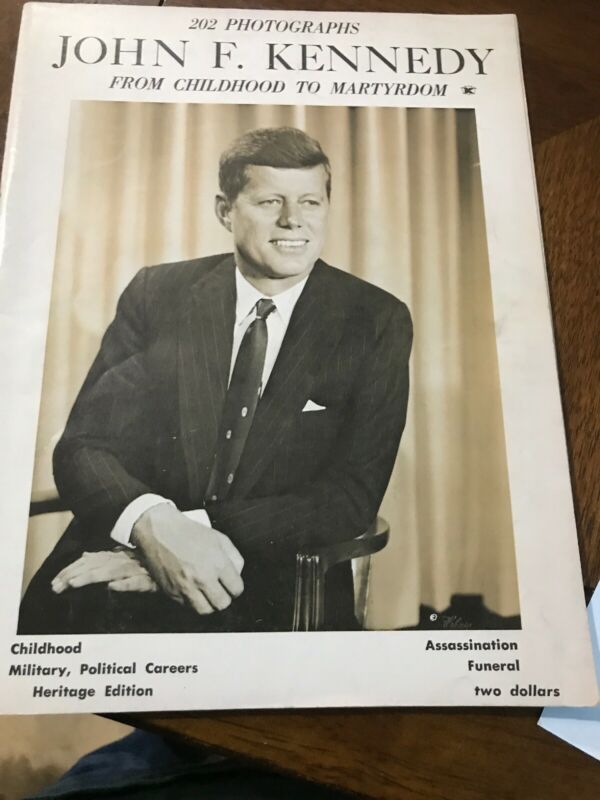 202 PHOTOGRAPHS
JOHN F. KENNEDY
FROM CHILDHOOD TO MARTYRDOM
©
Childhood
Military, Political Careers
Heritage Edition
Assassination
Funeral
two dollars